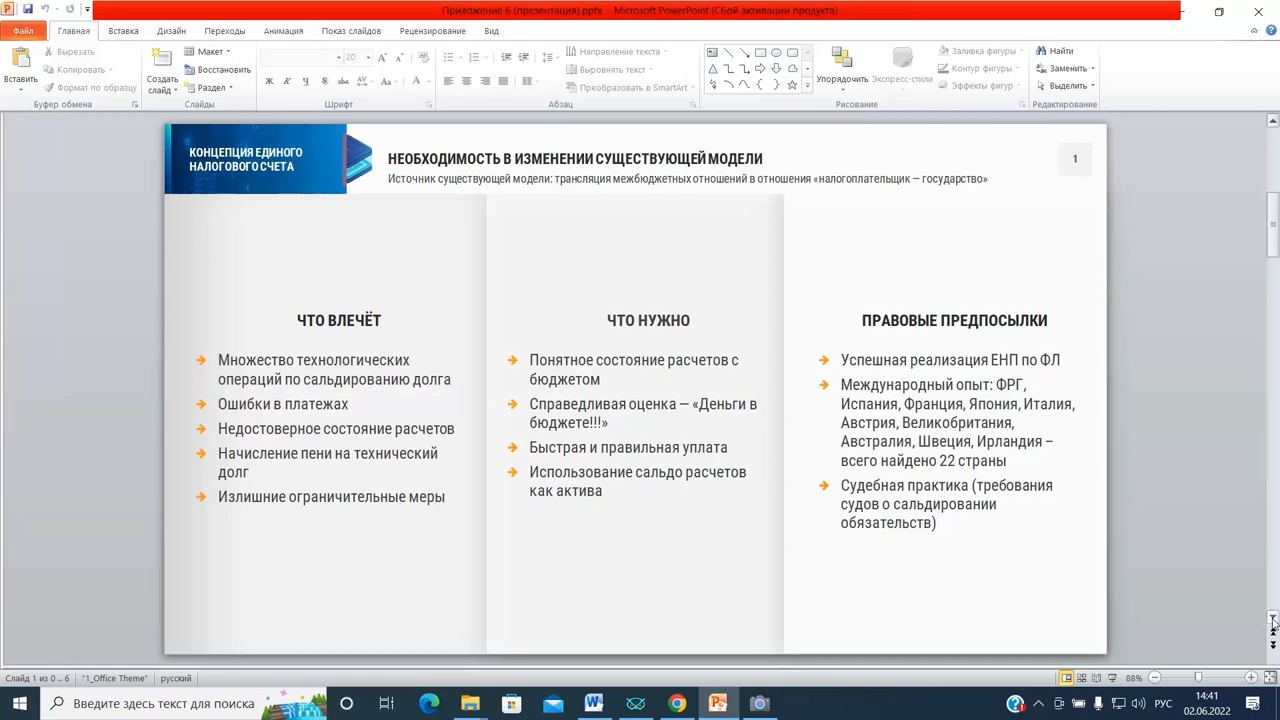 Приложение 6 (презентация).pptx - Microsoft PowerPoint (Сбой активации продукта)
Файл Главная Вставка Дизайн Переходы Анимация Показ слайдов Рецензирование Вид
Вставить
Вырезать
Копировать
Формат по образцу
Буфер обмена
Создать слайд
Макет
Восстановить
Раздел
Слайды
20
Шрифт
Направление текста
Выровнять текст
Преобразовать в SmartArt
Абзац
Упорядочить
Экспресс-стили
Заливка фигуры
Контур фигуры
Эффекты фигур
Рисование
Найти
Заменить
Выделить
Редактирование
КОНЦЕПЦИЯ ЕДИНОГО
НАЛОГОВОГО СЧЕТА
НЕОБХОДИМОСТЬ В ИЗМЕНЕНИИ СУЩЕСТВУЮЩЕЙ МОДЕЛИ
Источник существующей модели: трансляция межбюджетных отношений в отношения «налогоплательщик — государство»
1
ЧТО ВЛЕЧЁТ
Множество технологических
операций по сальдированию долга
Ошибки в платежах
Недостоверное состояние расчетов
Начисление пени на технический
долг
Излишние ограничительные меры
ЧТО НУЖНО
Понятное состояние расчетов с
бюджетом
Справедливая оценка — «Деньги в
бюджете!!!»
Быстрая и правильная уплата
Использование сальдо расчетов
как актива
ПРАВОВЫЕ ПРЕДПОСЫЛКИ
Успешная реализация ЕНП по ФЛ
Международный опыт: ФРГ,
Испания, Франция, Япония, Италия,
Австрия, Великобритания,
Австралия, Швеция, Ирландия –
всего найдено 22 страны
Судебная практика (требования
судов о сальдировании
обязательств)
Слайд 1 из 0 .. 6 "1_Office Theme" русский 88%
Введите здесь текст для поиска
РУС
14:41
02.06.2022